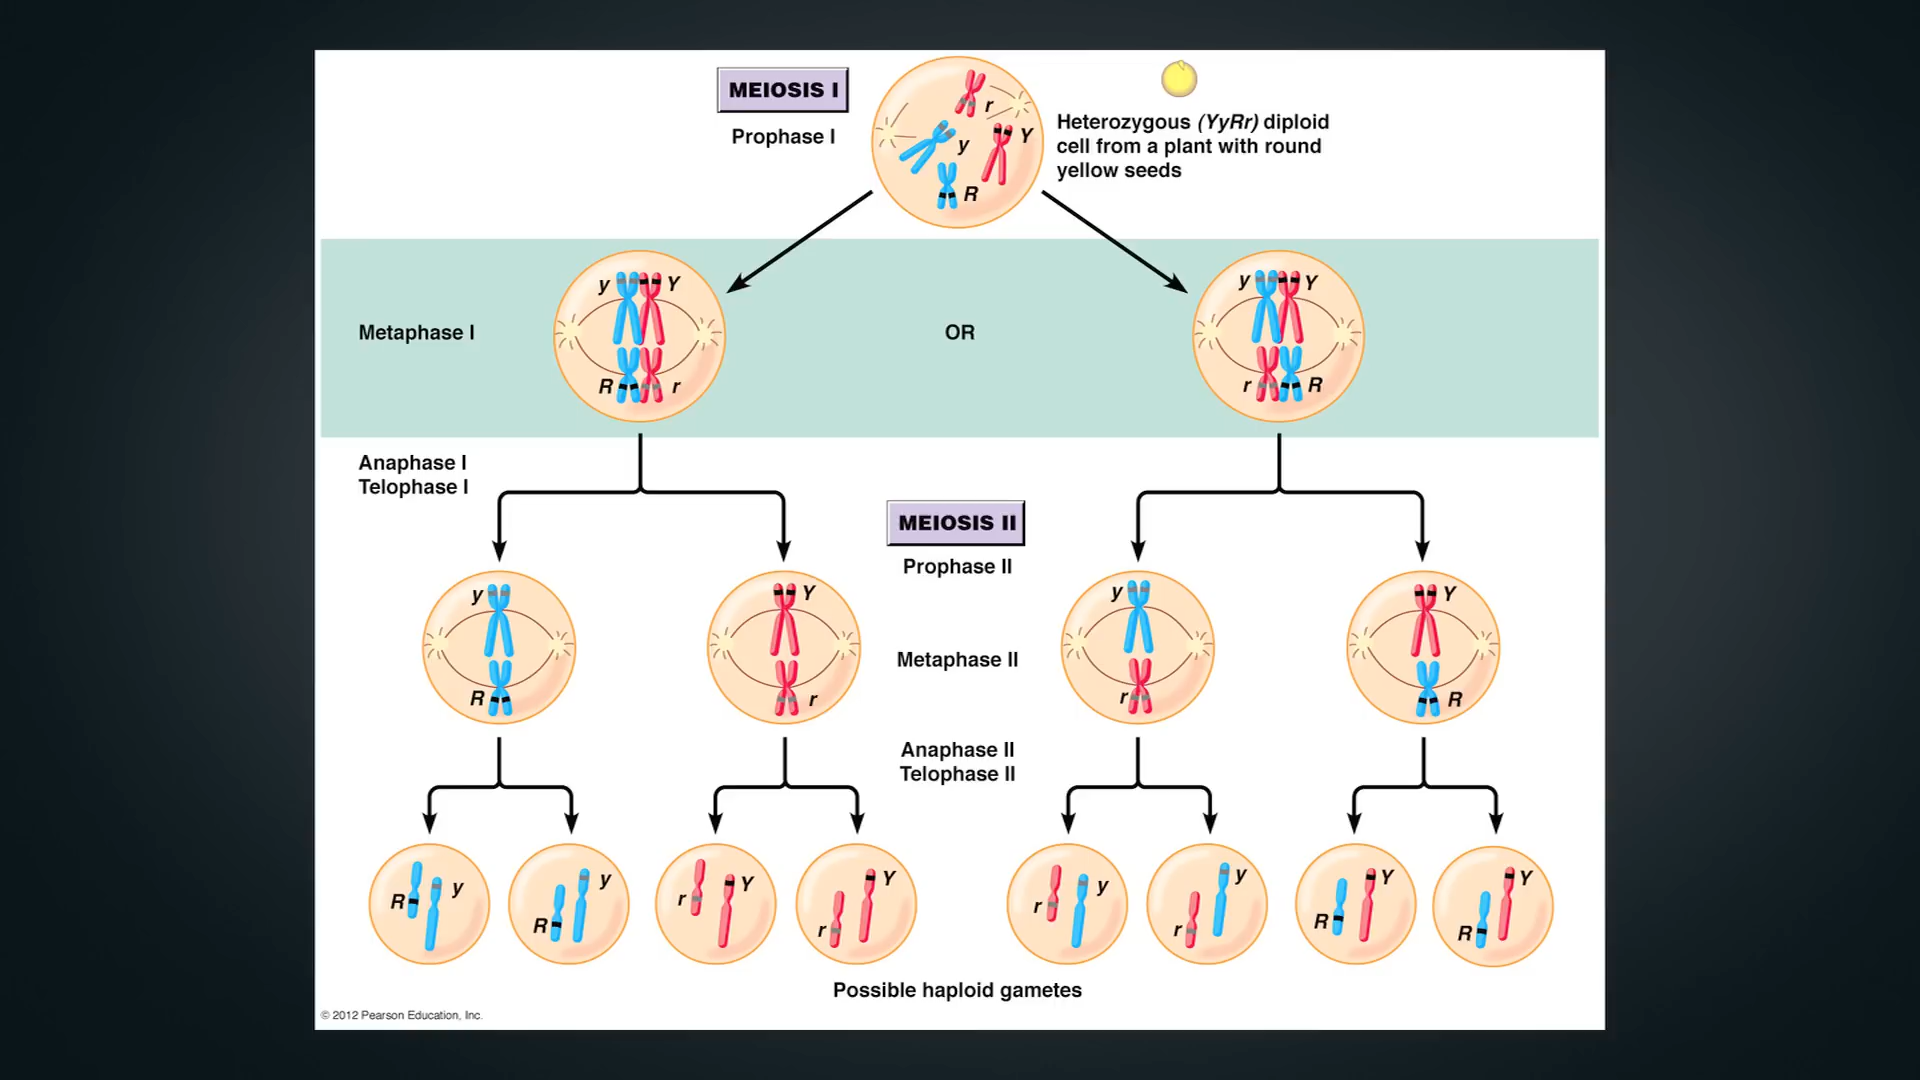 MEIOSIS I
Prophase I
r
Y
y
R
Heterozygous (YyRr) diploid
cell from a plant with round
yellow seeds
Metaphase I
y Y
R r
OR
y Y
r R
Anaphase I
Telophase I
MEIOSIS II
Prophase II
Metaphase II
Anaphase II
Telophase II
y
R
Y
r
y
r
Y
R
R y
R y
r Y
r Y
r y
r y
R Y
R Y
Possible haploid gametes
© 2012 Pearson Education, Inc.